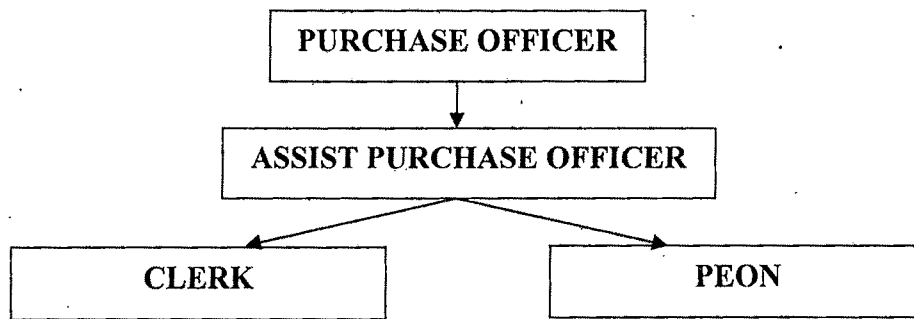 PURCHASE OFFICER
ASSIST PURCHASE OFFICER
CLERK
PEON